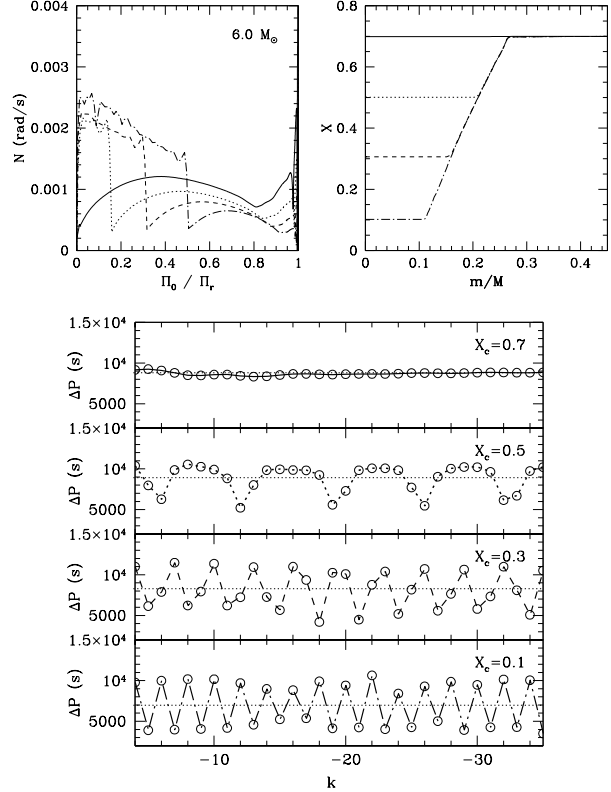 6.0 M☉
N (rad/s)
0.004
0.003
0.002
0.001
0
0 0.2 0.4 0.6 0.8 1
Π₀ / Πᵣ
X
0.8
0.6
0.4
0.2
0
0 0.1 0.2 0.3 0.4
m/M
X_c=0.7
ΔP (s)
1.5×10⁴
10⁴
5000
X_c=0.5
ΔP (s)
1.5×10⁴
10⁴
5000
X_c=0.3
ΔP (s)
1.5×10⁴
10⁴
5000
X_c=0.1
ΔP (s)
1.5×10⁴
10⁴
5000
−10 −20 −30
k